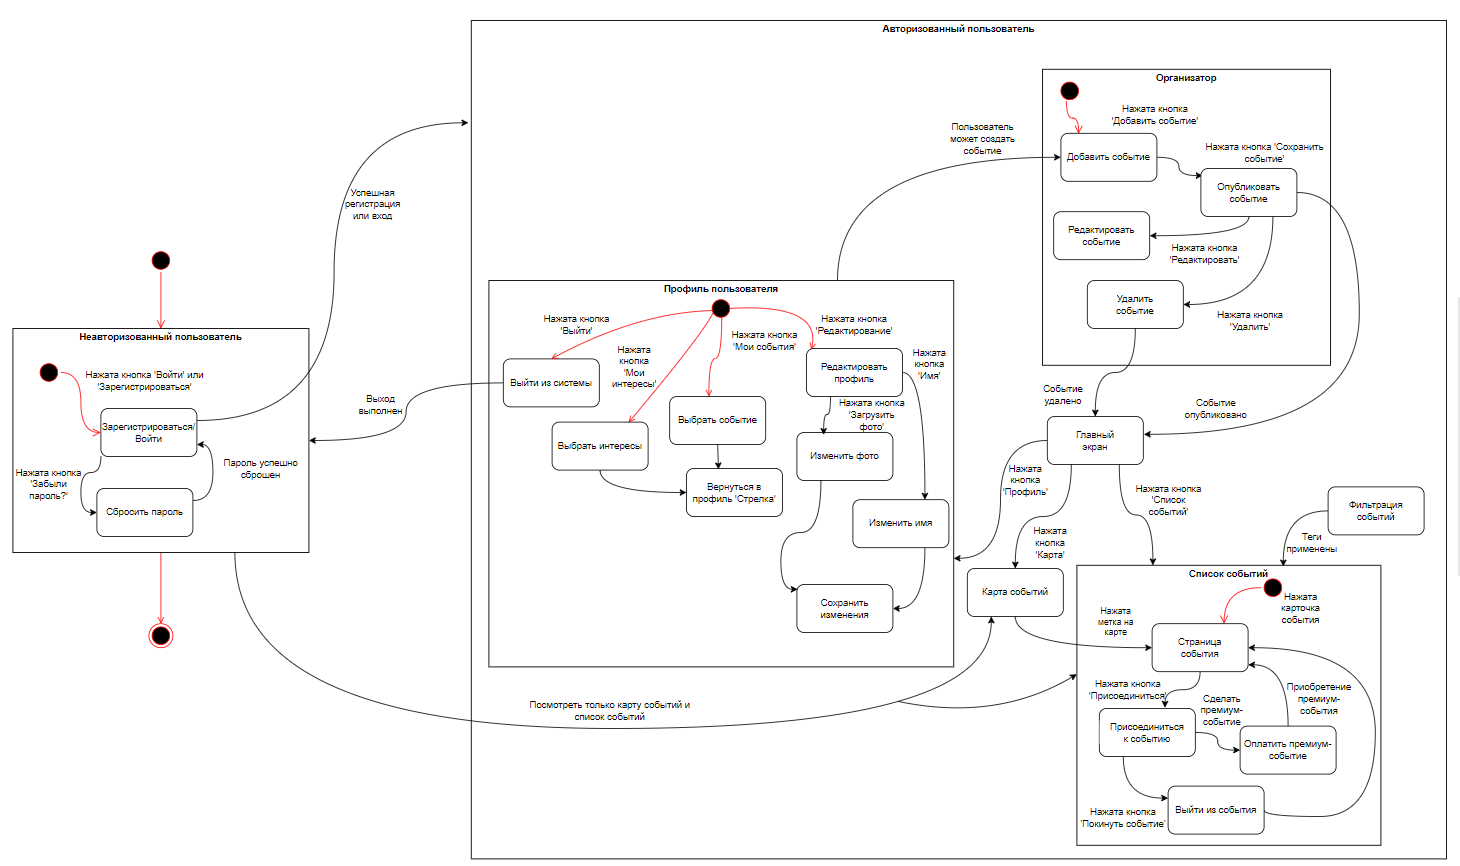 Авторизованный пользователь
Организатор
Нажата кнопка
'Добавить событие'
Пользователь
может создать
событие
Добавить событие
Нажата кнопка 'Сохранить
событие'
Опубликовать
событие
Редактировать
событие
Нажата кнопка
'Редактировать'
Удалить
событие
Нажата кнопка
'Удалить'
Успешная
регистрация
или вход
Профиль пользователя
Нажата кнопка
'Выйти'
Нажата
кнопка
'Мои
интересы'
Нажата кнопка
'Мои события'
Нажата кнопка
'Редактирование'
Нажата
кнопка
'Имя'
Выйти из системы
Редактировать
профиль
Выбрать событие
Нажата кнопка
'Загрузить
фото'
Выбрать интересы
Изменить фото
Вернуться в
профиль 'Стрелка'
Изменить имя
Сохранить
изменения
Неавторизованный пользователь
Нажата кнопка 'Войти' или
'Зарегистрироваться'
Зарегистрироваться/
Войти
Нажата кнопка
'Забыли
пароль?'
Пароль успешно
сброшен
Сбросить пароль
Выход
выполнен
Событие
удалено
Событие
опубликовано
Главный
экран
Нажата
кнопка
'Профиль'
Нажата кнопка
'Список
событий'
Нажата
кнопка
'Карта'
Фильтрация
событий
Теги
применены
Карта событий
Список событий
Нажата
карточка
события
Нажата
метка на
карте
Страница
события
Нажата кнопка
'Присоединиться'
Сделать
премиум-
событие
Приобретение
премиум-
события
Присоединиться
к событию
Оплатить премиум-
событие
Нажата кнопка
'Покинуть событие'
Выйти из события
Посмотреть только карту событий и
список событий